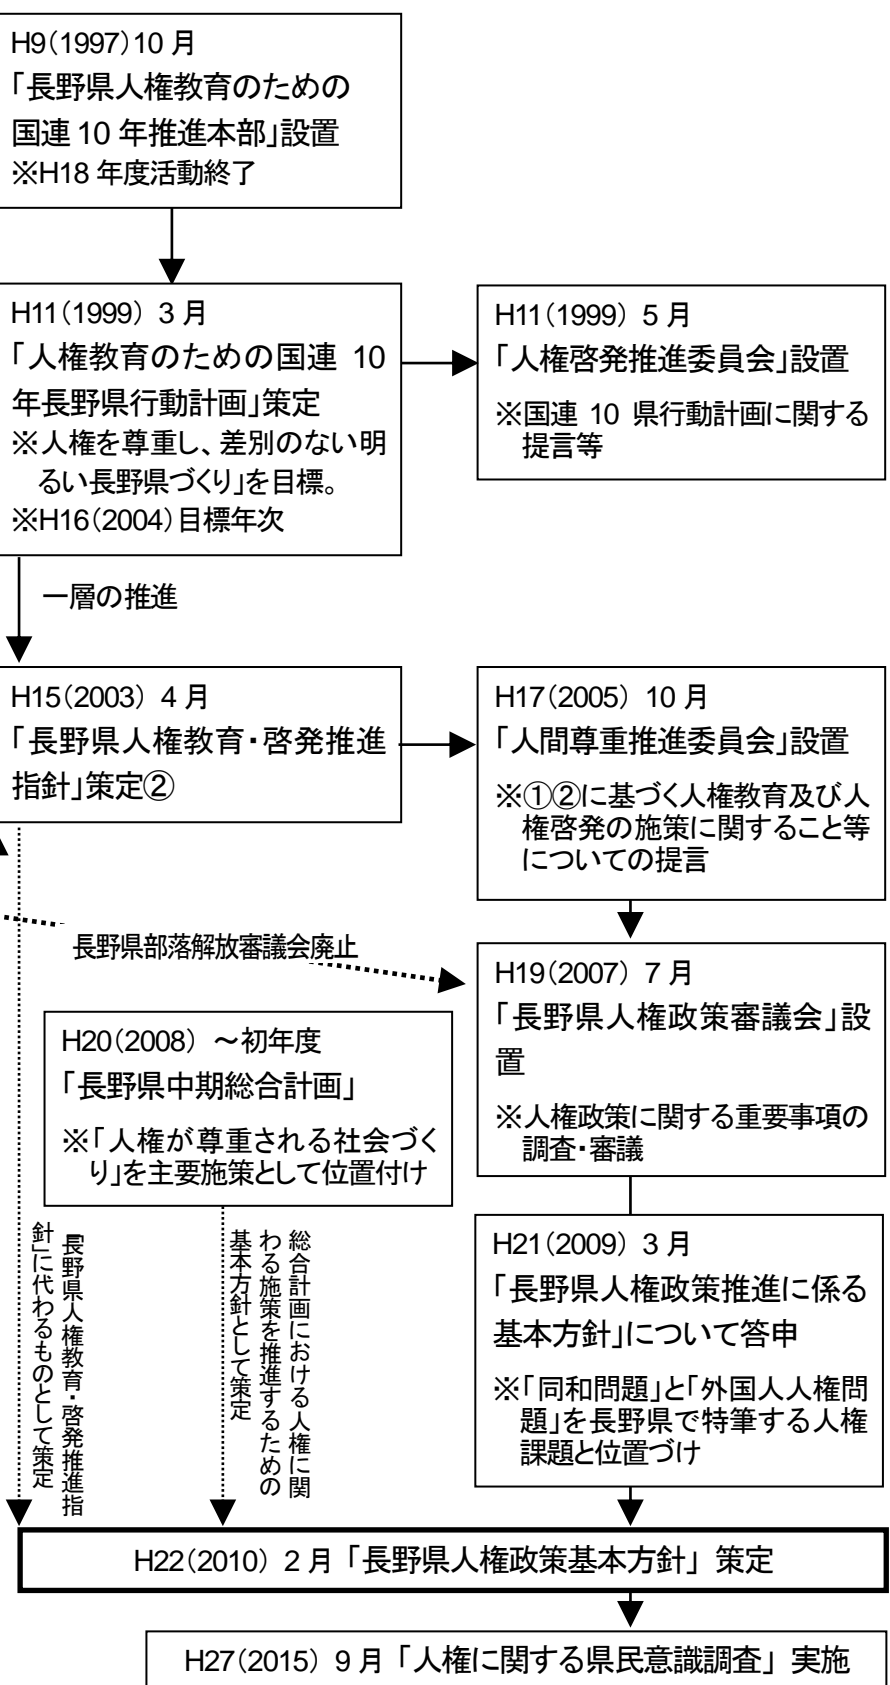 H9(1997)10 月
「長野県人権教育のための
国連 10 年推進本部」設置
※H18 年度活動終了
H11(1999) 3 月
「人権教育のための国連 10
年長野県行動計画」策定
※人権を尊重し、差別のない明
るい長野県づくり」を目標。
※H16(2004)目標年次
H11(1999) 5 月
「人権啓発推進委員会」設置
※国連 10 県行動計画に関する
提言等
一層の推進
H15(2003) 4 月
「長野県人権教育・啓発推進
指針」策定②
H17(2005) 10 月
「人間尊重推進委員会」設置
※①②に基づく人権教育及び人
権啓発の施策に関すること等
についての提言
長野県部落解放審議会廃止
H19(2007) 7 月
「長野県人権政策審議会」設
置
※人権政策に関する重要事項の
調査・審議
H20(2008) ～初年度
「長野県中期総合計画」
※「人権が尊重される社会づく
り」を主要施策として位置付け
「長野県人権教育・啓発推進指
針」に代わるものとして策定
総合計画における人権に関
わる施策を推進するための
基本方針として策定
H21(2009) 3 月
「長野県人権政策推進に係る
基本方針」について答申
※「同和問題」と「外国人人権問
題」を長野県で特筆する人権
課題と位置づけ
H22(2010) 2 月 「長野県人権政策基本方針」 策定
H27(2015) 9 月 「人権に関する県民意識調査」 実施